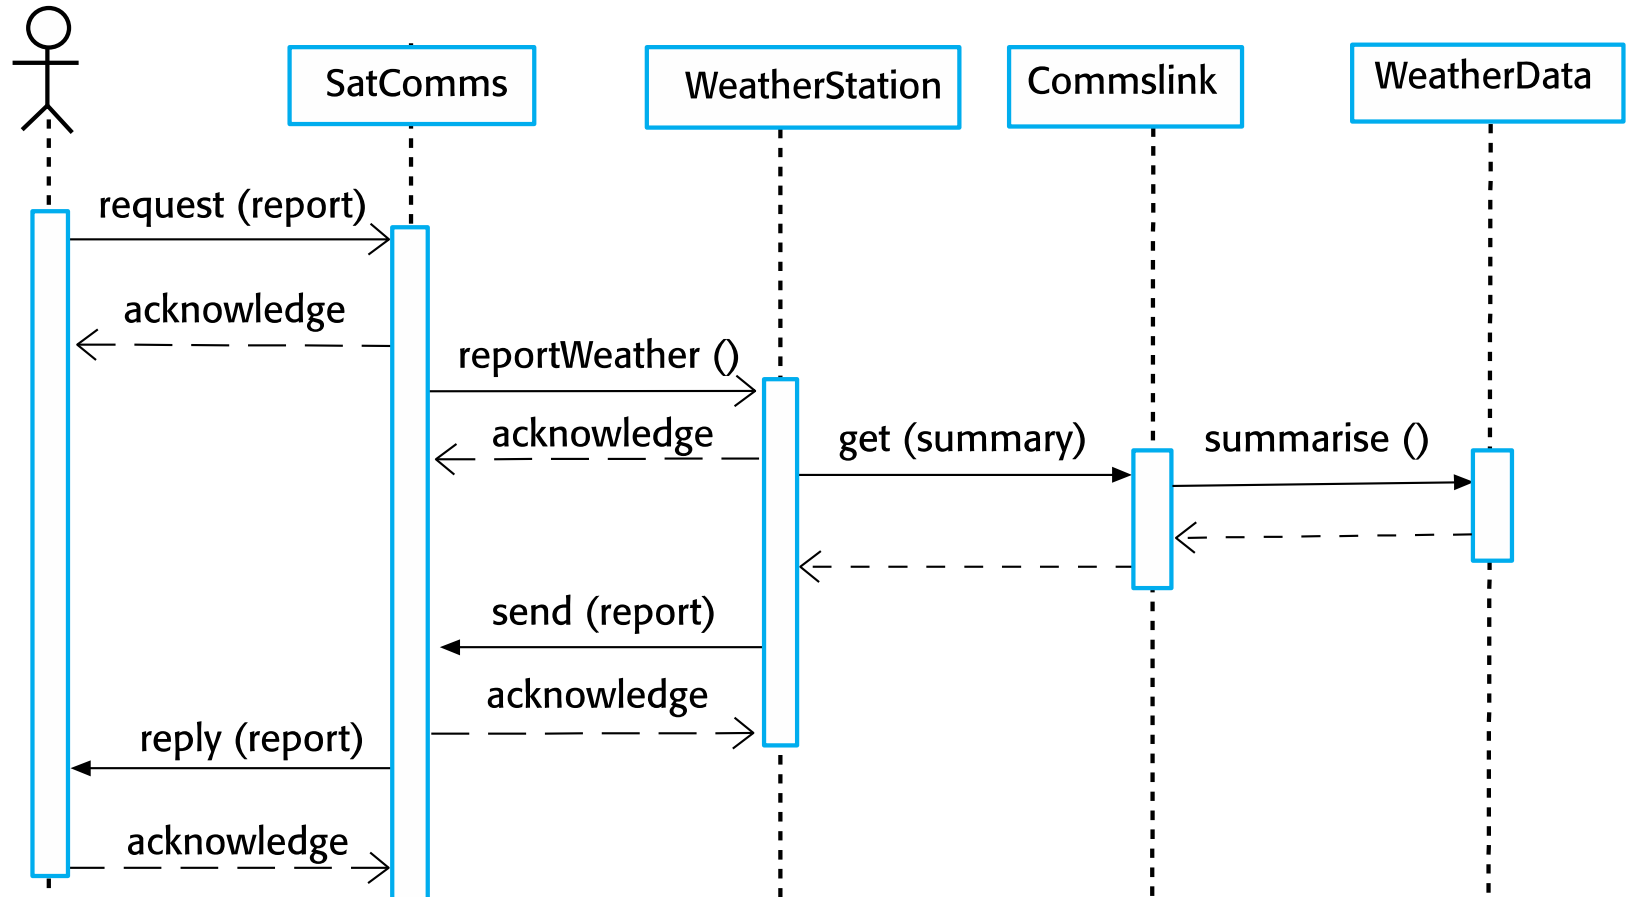 SatComms
WeatherStation
Commslink
WeatherData
request (report)
acknowledge
reportWeather ()
acknowledge
get (summary)
summarise ()
send (report)
acknowledge
reply (report)
acknowledge